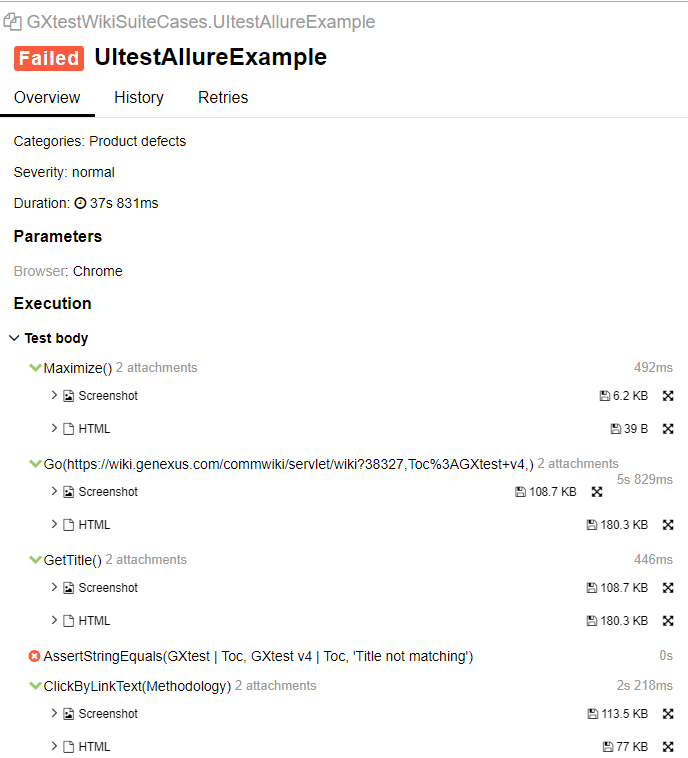 GXtestWikiSuiteCases.UItestAllureExample
Failed UItestAllureExample
Overview History Retries
Categories: Product defects
Severity: normal
Duration: 37s 831ms
Parameters
Browser: Chrome
Execution
Test body
Maximize() 2 attachments 492ms
Screenshot 6.2 KB
HTML 39 B
Go(https://wiki.genexus.com/commwiki/servlet/wiki?38327,Toc%3AGXtest+v4,) 2 attachments
5s 829ms
Screenshot 108.7 KB
HTML 180.3 KB
GetTitle() 2 attachments 446ms
Screenshot 108.7 KB
HTML 180.3 KB
AssertStringEquals(GXtest | Toc, GXtest v4 | Toc, 'Title not matching') 0s
ClickByLinkText(Methodology) 2 attachments 2s 218ms
Screenshot 113.5 KB
HTML 77 KB